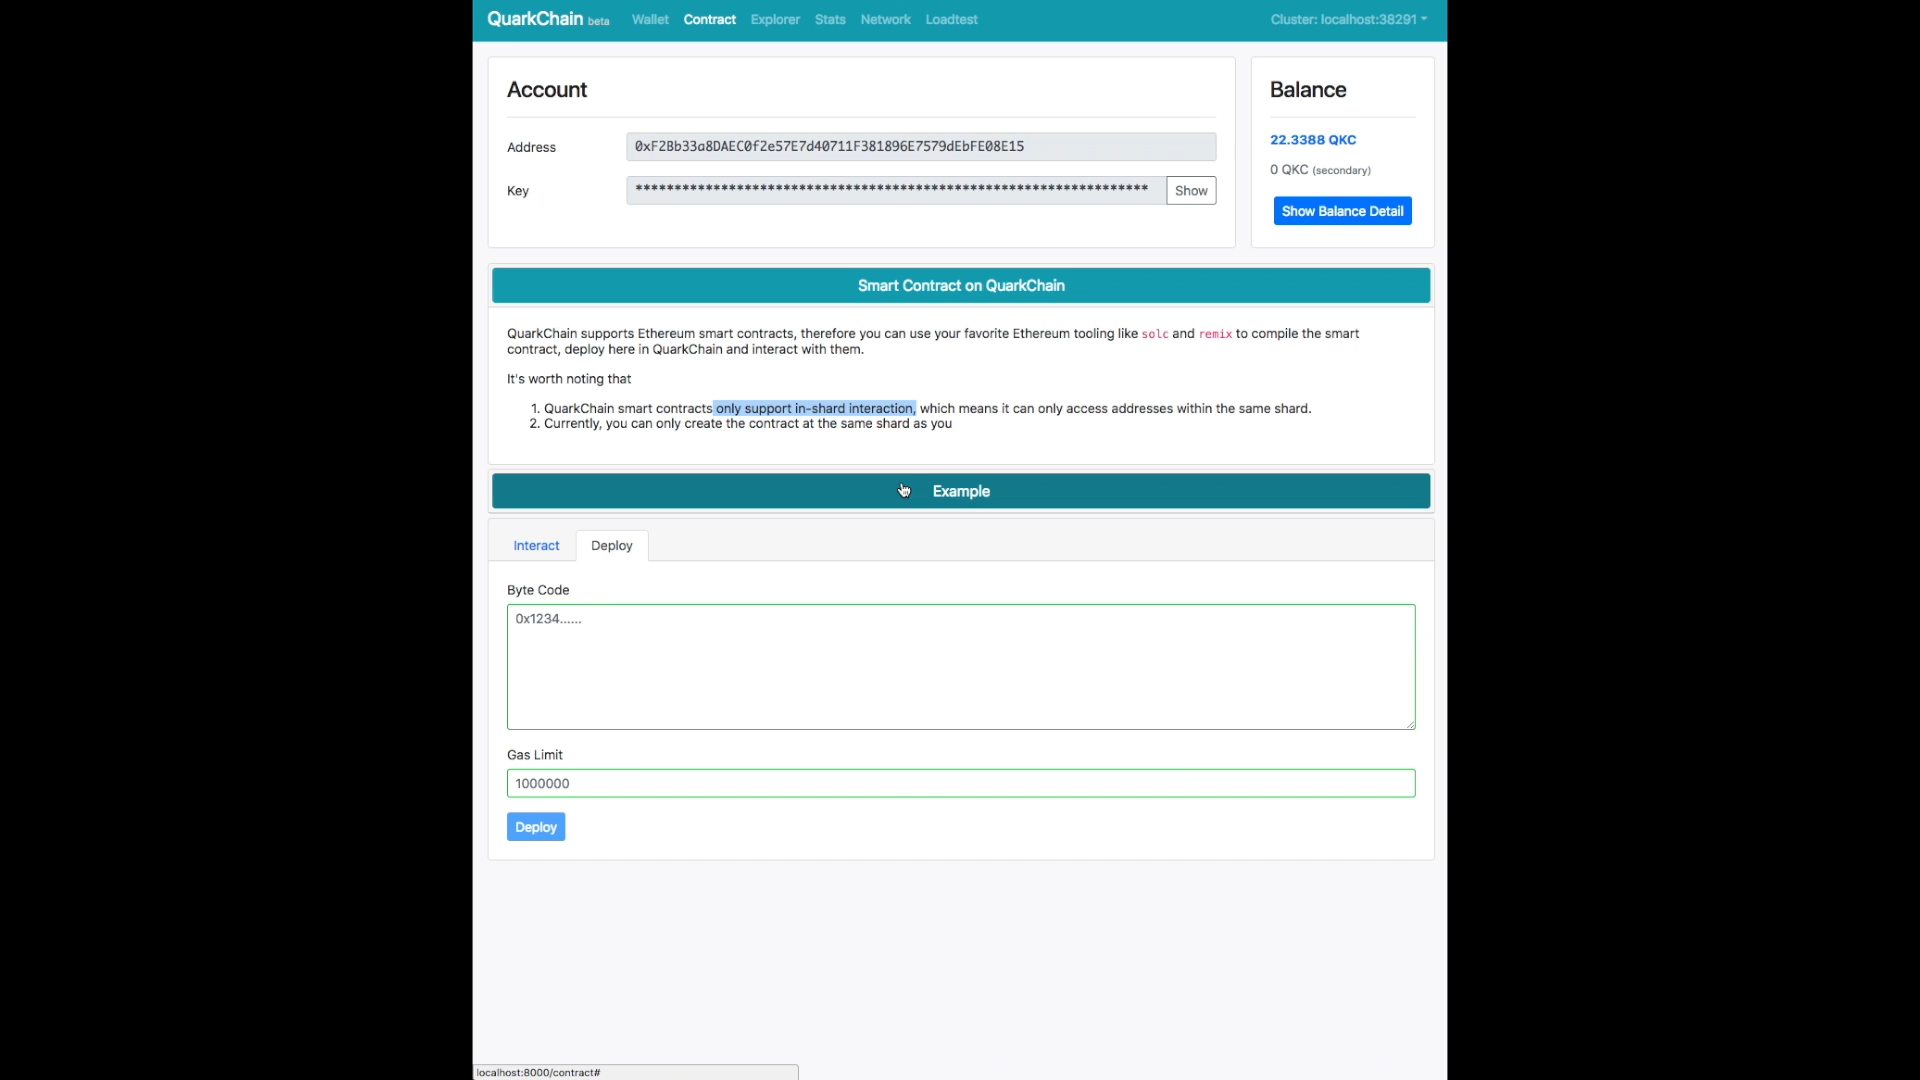 QuarkChain beta Wallet Contract Explorer Stats Network Loadtest Cluster: localhost:38291
Account
Balance
Address 0xF2Bb33a8DAEC0f2e57E7d40711F381896E7579dEbFE08E15
22.3388 QKC
0 QKC (secondary)
Key ****************************************************************** Show
Show Balance Detail
Smart Contract on QuarkChain
QuarkChain supports Ethereum smart contracts, therefore you can use your favorite Ethereum tooling like solc and remix to compile the smart
contract, deploy here in QuarkChain and interact with them.
It's worth noting that
1. QuarkChain smart contracts only support in-shard interaction, which means it can only access addresses within the same shard.
2. Currently, you can only create the contract at the same shard as you
Example
Interact Deploy
Byte Code
0x1234......
Gas Limit
1000000
Deploy
localhost:8000/contract#